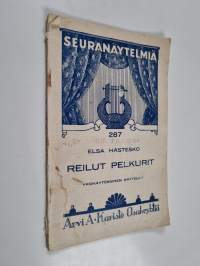 SEURANÄYTELMIÄ
287
ELSA HÄSTESKO
REILUT PELKURIT
Arvi A. Karisto Osakeyhtiö